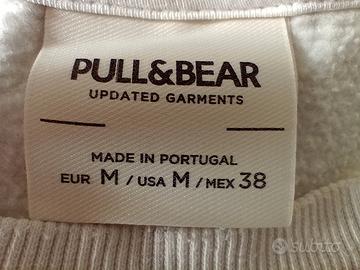 PULL&BEAR
UPDATED GARMENTS
MADE IN PORTUGAL
EUR M / USA M / MEX 38
subito